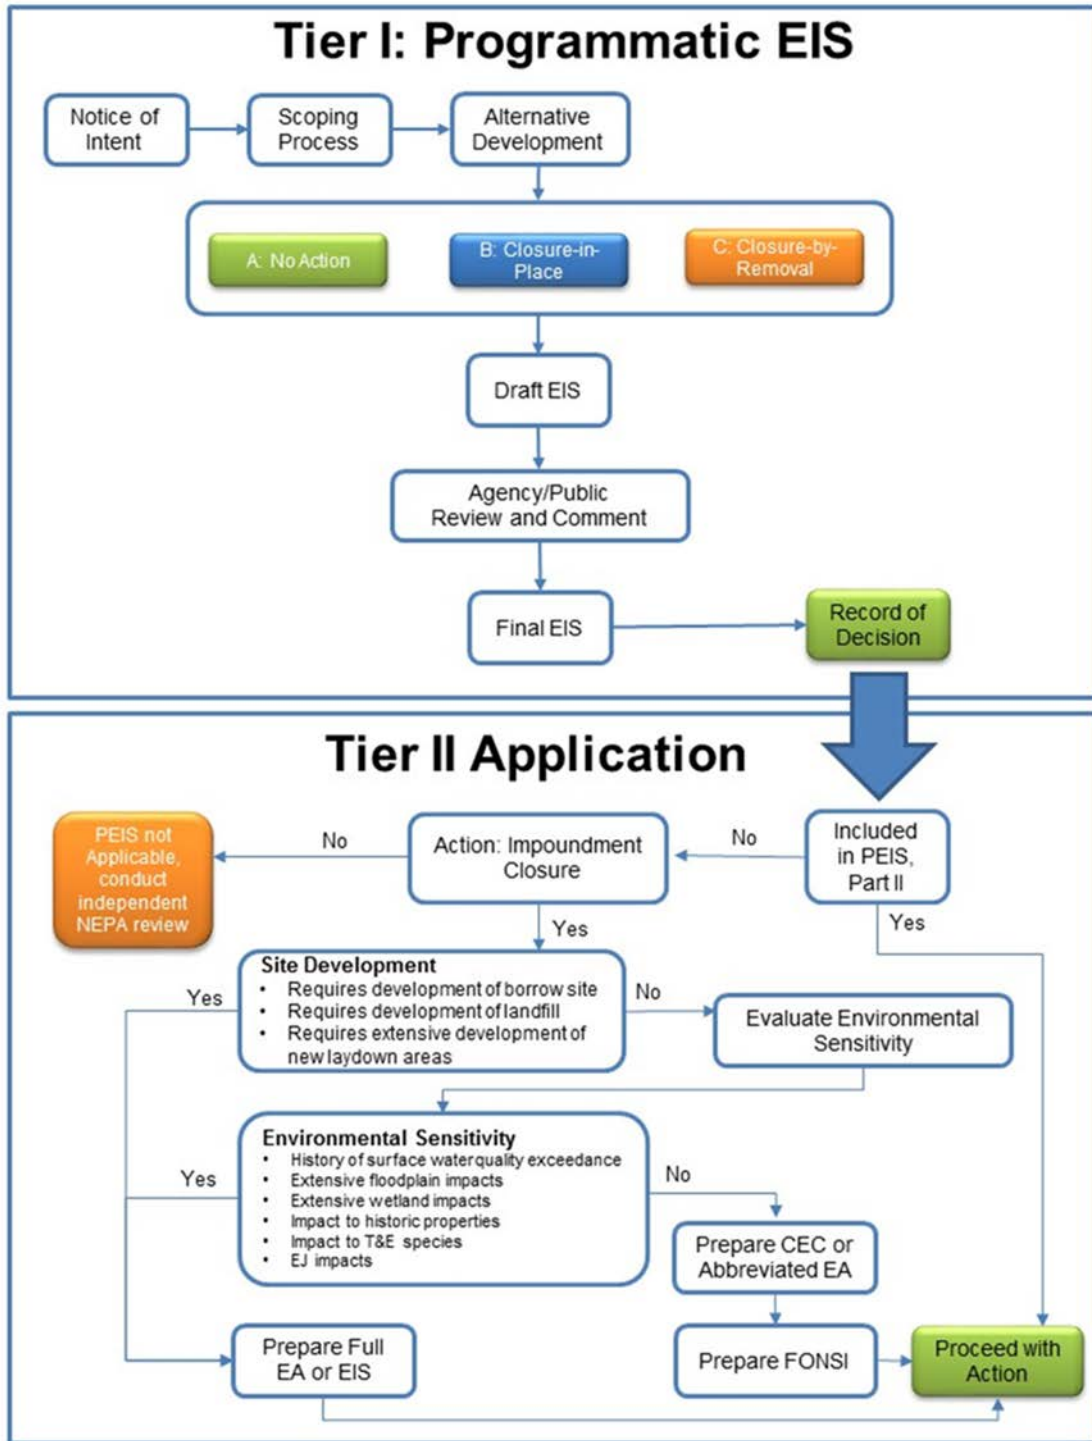 Tier I: Programmatic EIS
Notice of
Intent
Scoping
Process
Alternative
Development
A: No Action
B: Closure-in-
Place
C: Closure-by-
Removal
Draft EIS
Agency/Public
Review and Comment
Final EIS
Record of
Decision
Tier II Application
PEIS not
Applicable,
conduct
independent
NEPA review
No
Action: Impoundment
Closure
No
Included
in PEIS,
Part II
Yes
Yes
Site Development
• Requires development of borrow site
• Requires development of landfill
• Requires extensive development of
new laydown areas
Yes
No
Evaluate Environmental
Sensitivity
Environmental Sensitivity
• History of surface water quality exceedance
• Extensive floodplain impacts
• Extensive wetland impacts
• Impact to historic properties
• Impact to T&E species
• EJ impacts
Yes
No
Prepare CEC or
Abbreviated EA
Prepare Full
EA or EIS
Prepare FONSI
Proceed with
Action